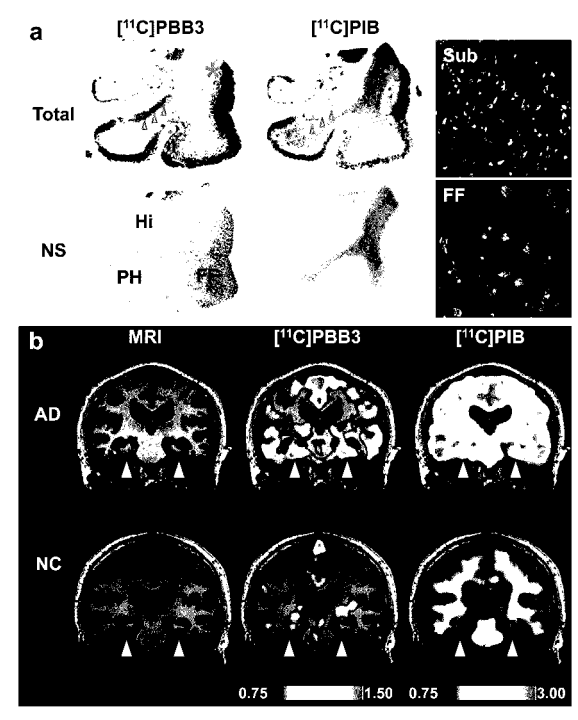 a
[¹¹C]PBB3 [¹¹C]PIB
Total
Sub
NS
Hi
PH
FF
FF
b
MRI [¹¹C]PBB3 [¹¹C]PIB
AD
NC
0.75 1.50 0.75 3.00